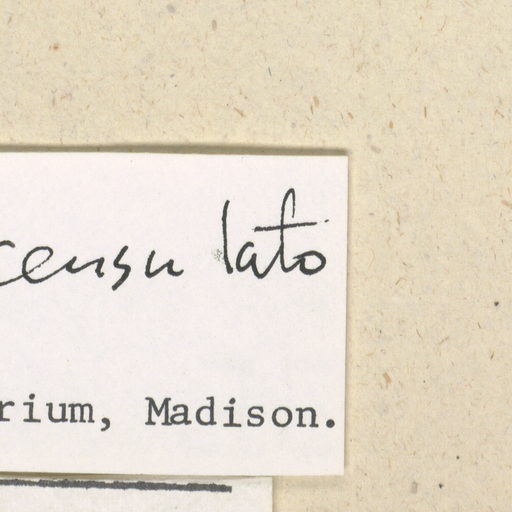 sensu lato
rium, Madison.